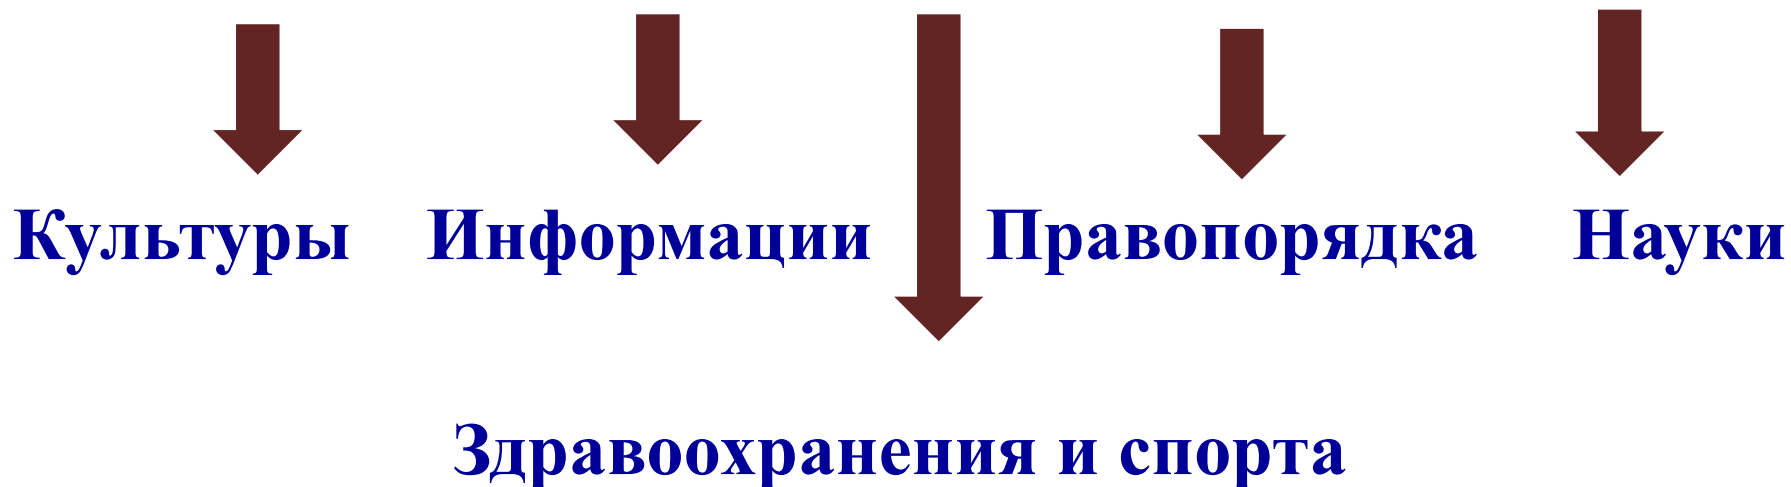 Культуры Информации Правопорядка Науки
Здравоохранения и спорта